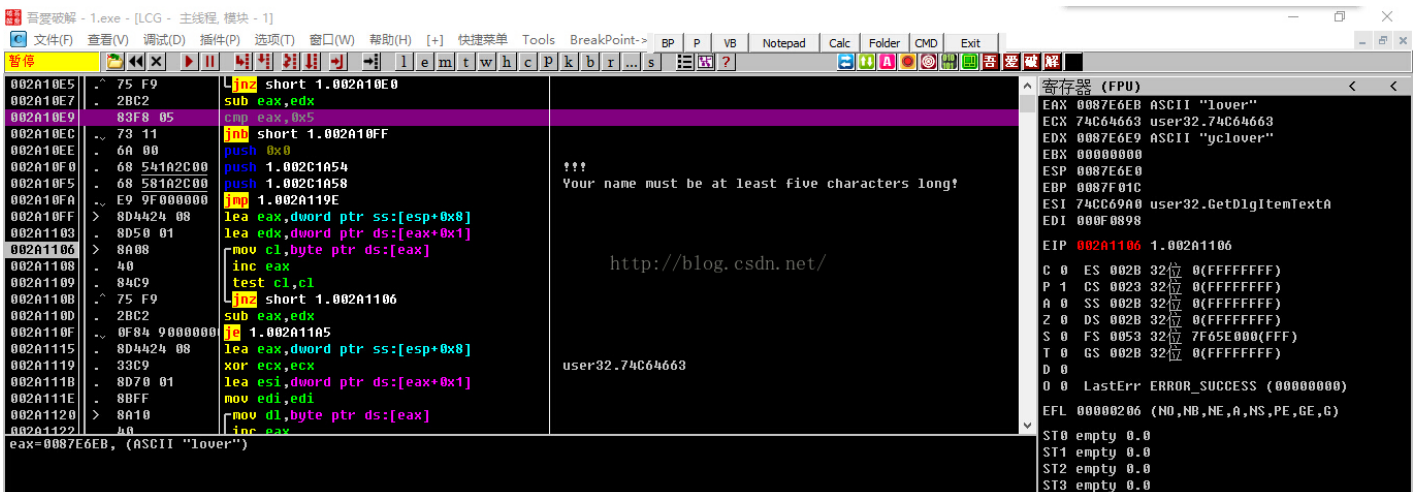 吾爱破解 - 1.exe - [LCG - 主线程, 模块 - 1]
文件(F) 查看(V) 调试(D) 插件(P) 选项(T) 窗口(W) 帮助(H) [+] 快捷菜单 Tools BreakPoint-> BP P VB Notepad Calc Folder CMD Exit
暂停 l e m t w h c p k b r ... s ? 吾 爱 破 解
002A10E5 .^ 75 F9 jnz short 1.002A10E0
002A10E7 . 2BC2 sub eax,edx
002A10E9 83F8 05 cmp eax,0x5
002A10EC .⌄ 73 11 jnb short 1.002A10FF
002A10EE . 6A 00 push 0x0
002A10F0 . 68 541A2C00 push 1.002C1A54 !!!
002A10F5 . 68 581A2C00 push 1.002C1A58 Your name must be at least five characters long!
002A10FA .⌄ E9 9F000000 jmp 1.002A119E
002A10FF > 8D4424 08 lea eax,dword ptr ss:[esp+0x8]
002A1103 . 8D50 01 lea edx,dword ptr ds:[eax+0x1]
002A1106 > 8A08 mov cl,byte ptr ds:[eax]
002A1108 . 40 inc eax
002A1109 . 84C9 test cl,cl
002A110B .^ 75 F9 jnz short 1.002A1106
002A110D . 2BC2 sub eax,edx
002A110F .⌄ 0F84 9000000 je 1.002A11A5
002A1115 . 8D4424 08 lea eax,dword ptr ss:[esp+0x8]
002A1119 . 33C9 xor ecx,ecx user32.74C64663
002A111B . 8D70 01 lea esi,dword ptr ds:[eax+0x1]
002A111E . 8BFF mov edi,edi
002A1120 > 8A10 mov dl,byte ptr ds:[eax]
002A1122 . 40 inc eax
eax=0087E6EB, (ASCII "lover")
http://blog.csdn.net/
寄存器 (FPU) < <
EAX 0087E6EB ASCII "lover"
ECX 74C64663 user32.74C64663
EDX 0087E6E9 ASCII "yclover"
EBX 00000000
ESP 0087E6E0
EBP 0087F01C
ESI 74CC69A0 user32.GetDlgItemTextA
EDI 000F0898
EIP 002A1106 1.002A1106
C 0 ES 002B 32位 0(FFFFFFFF)
P 1 CS 0023 32位 0(FFFFFFFF)
A 0 SS 002B 32位 0(FFFFFFFF)
Z 0 DS 002B 32位 0(FFFFFFFF)
S 0 FS 0053 32位 7F65E000(FFF)
T 0 GS 002B 32位 0(FFFFFFFF)
D 0
O 0 LastErr ERROR_SUCCESS (00000000)
EFL 00000206 (NO,NB,NE,A,NS,PE,GE,G)
ST0 empty 0.0
ST1 empty 0.0
ST2 empty 0.0
ST3 empty 0.0